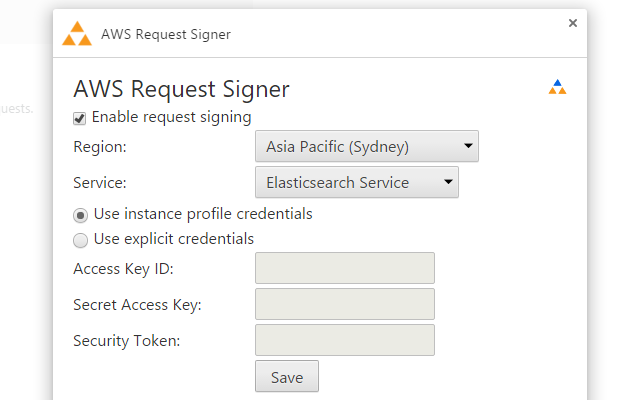 AWS Request Signer
×
uests.
AWS Request Signer
Enable request signing
Region: Asia Pacific (Sydney)
Service: Elasticsearch Service
Use instance profile credentials
Use explicit credentials
Access Key ID:
Secret Access Key:
Security Token:
Save